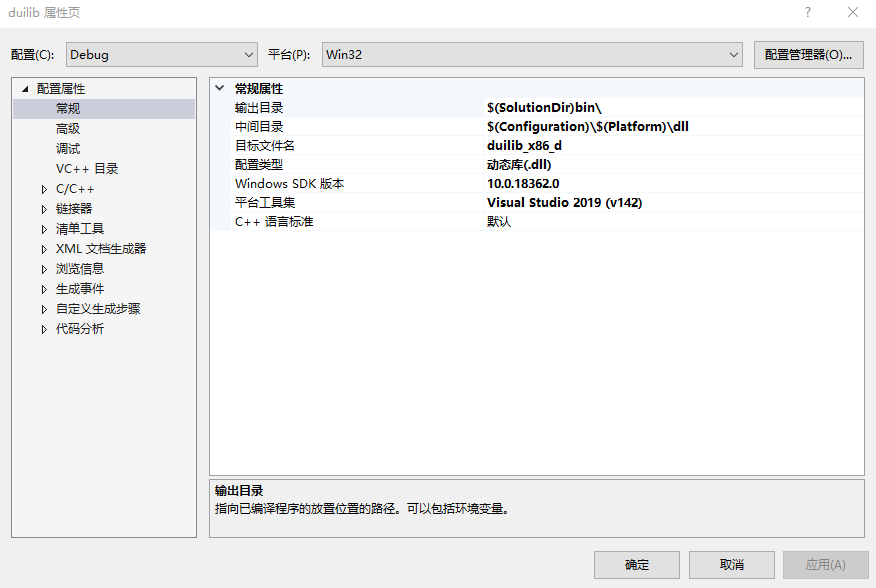 duilib 属性页
配置(C): Debug 平台(P): Win32 配置管理器(O)...
配置属性
常规
高级
调试
VC++ 目录
C/C++
链接器
清单工具
XML 文档生成器
浏览信息
生成事件
自定义生成步骤
代码分析
常规属性
输出目录 $(SolutionDir)bin\
中间目录 $(Configuration)\$(Platform)\dll
目标文件名 duilib_x86_d
配置类型 动态库(.dll)
Windows SDK 版本 10.0.18362.0
平台工具集 Visual Studio 2019 (v142)
C++ 语言标准 默认
输出目录
指向已编译程序的放置位置的路径。可以包括环境变量。
确定 取消 应用(A)